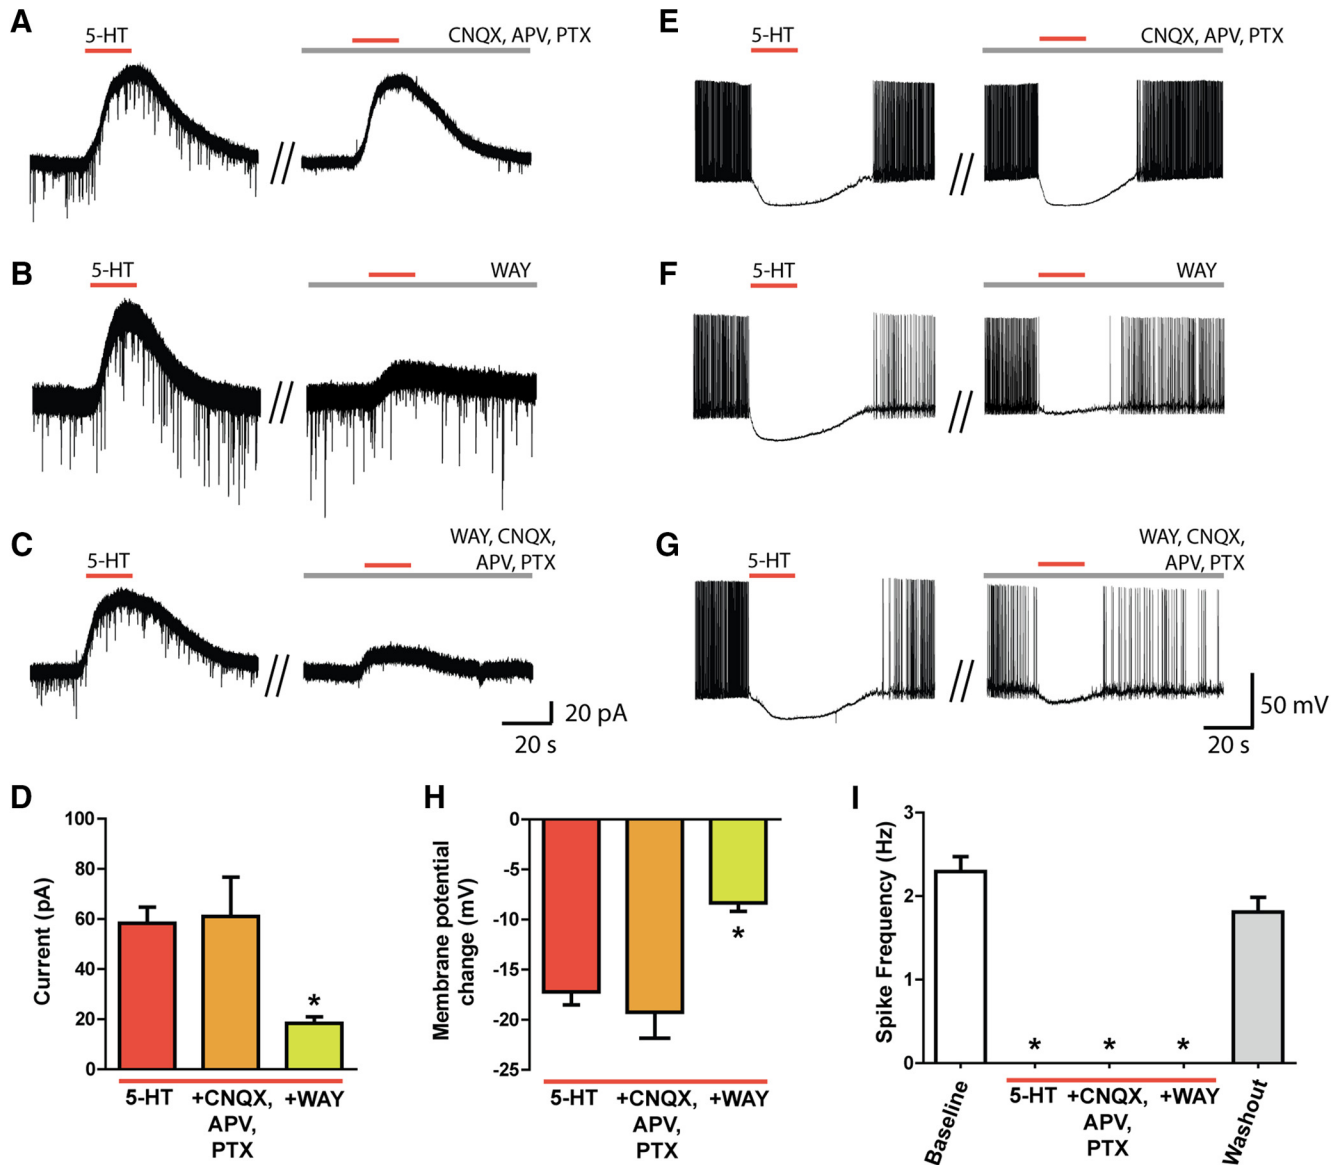 A
5-HT
CNQX, APV, PTX
B
5-HT
WAY
C
5-HT
WAY, CNQX,
APV, PTX
20 pA
20 s
D
100
80
60
40
20
0
Current (pA)
*
5-HT
+CNQX,
APV,
PTX
+WAY
E
5-HT
CNQX, APV, PTX
F
5-HT
WAY
G
5-HT
WAY, CNQX,
APV, PTX
50 mV
20 s
H
0
-5
-10
-15
-20
-25
Membrane potential
change (mV)
*
5-HT
+CNQX,
APV,
PTX
+WAY
I
3
2
1
0
Spike Frequency (Hz)
* * *
Baseline
5-HT
+CNQX,
APV,
PTX
+WAY
Washout